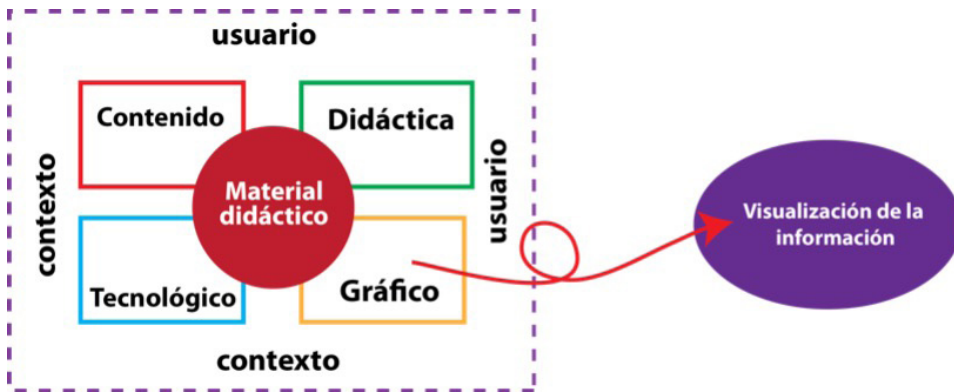 usuario
Contenido
Didáctica
contexto
Material
didáctico
usuario
Visualización de la
información
Tecnológico
Gráfico
contexto